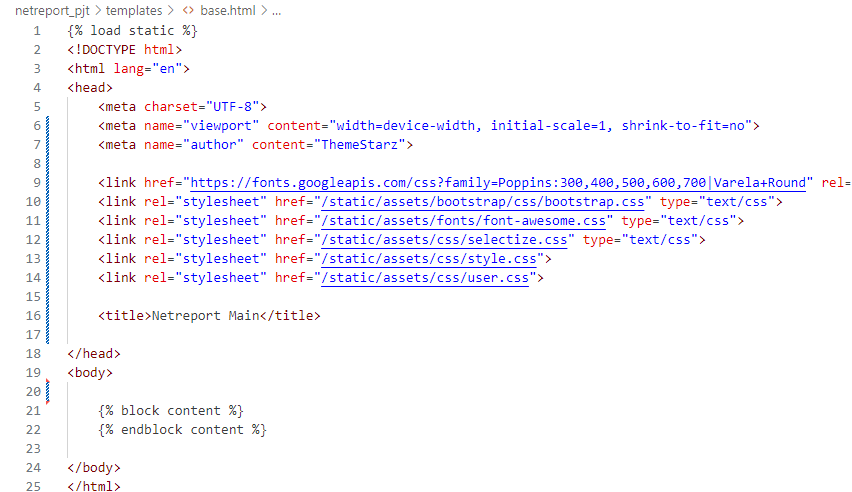 netreport_pjt > templates > <> base.html > ...
1 {% load static %}
2 <!DOCTYPE html>
3 <html lang="en">
4 <head>
5 <meta charset="UTF-8">
6 <meta name="viewport" content="width=device-width, initial-scale=1, shrink-to-fit=no">
7 <meta name="author" content="ThemeStarz">
8
9 <link href="https://fonts.googleapis.com/css?family=Poppins:300,400,500,600,700|Varela+Round" rel=
10 <link rel="stylesheet" href="/static/assets/bootstrap/css/bootstrap.css" type="text/css">
11 <link rel="stylesheet" href="/static/assets/fonts/font-awesome.css" type="text/css">
12 <link rel="stylesheet" href="/static/assets/css/selectize.css" type="text/css">
13 <link rel="stylesheet" href="/static/assets/css/style.css">
14 <link rel="stylesheet" href="/static/assets/css/user.css">
15
16 <title>Netreport Main</title>
17
18 </head>
19 <body>
20
21 {% block content %}
22 {% endblock content %}
23
24 </body>
25 </html>